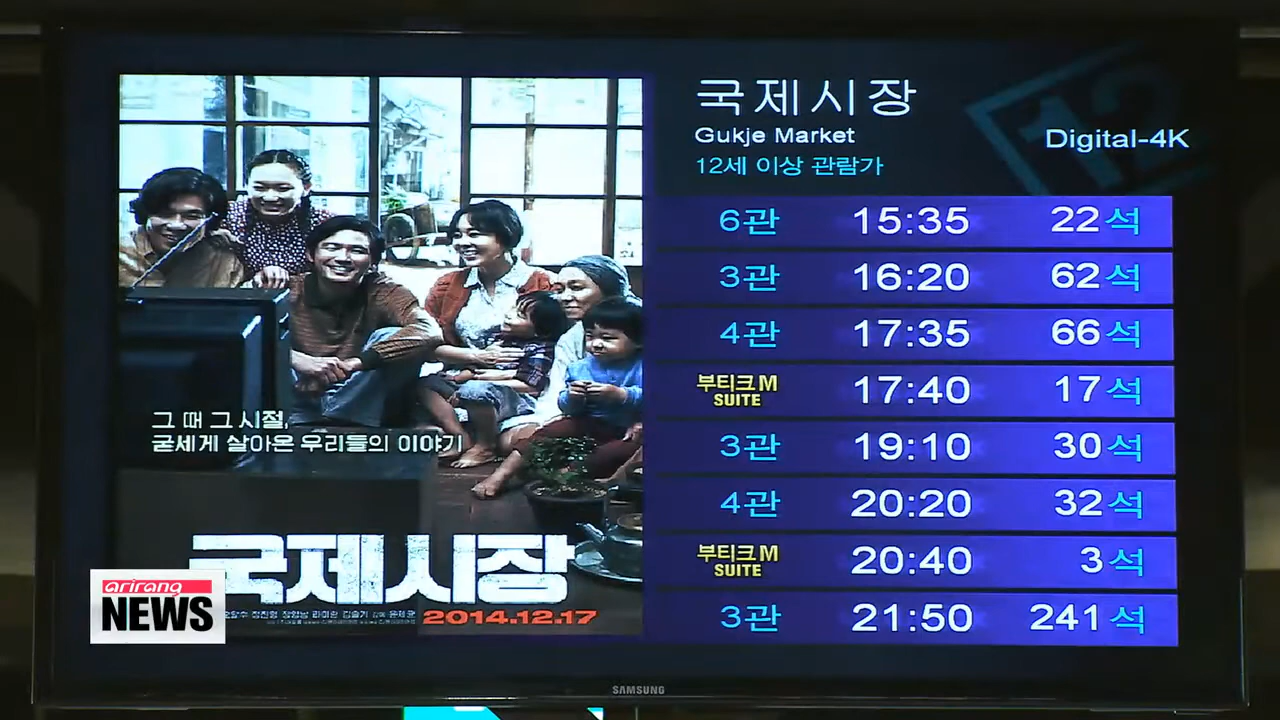 국제시장
Gukje Market
Digital-4K
12세 이상 관람가
12
6관 15:35 22석
3관 16:20 62석
4관 17:35 66석
부티크 M SUITE 17:40 17석
3관 19:10 30석
4관 20:20 32석
부티크 M SUITE 20:40 3석
3관 21:50 241석
그 때 그 시절,
굳세게 살아온 우리들의 이야기
국제시장
2014.12.17
arirang
NEWS
SAMSUNG